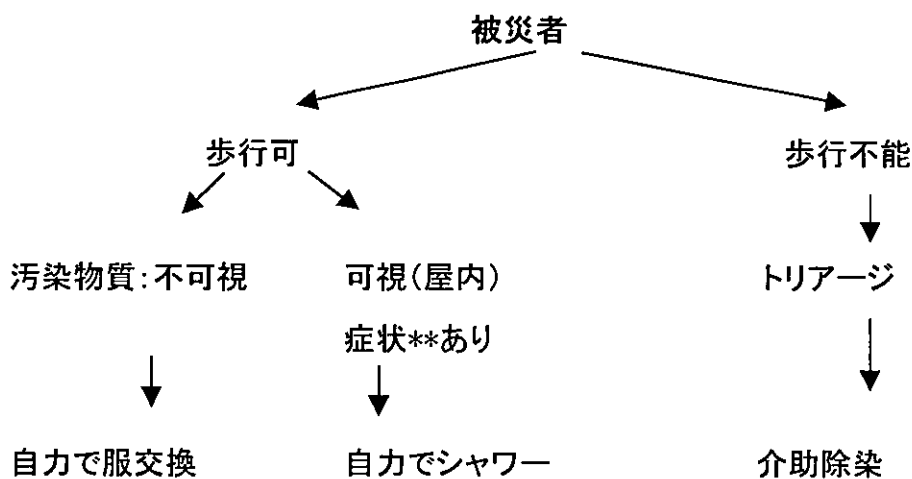 被災者
歩行可
歩行不能
汚染物質:不可視
可視(屋内)
トリアージ
症状**あり
自力で服交換
自力でシャワー
介助除染